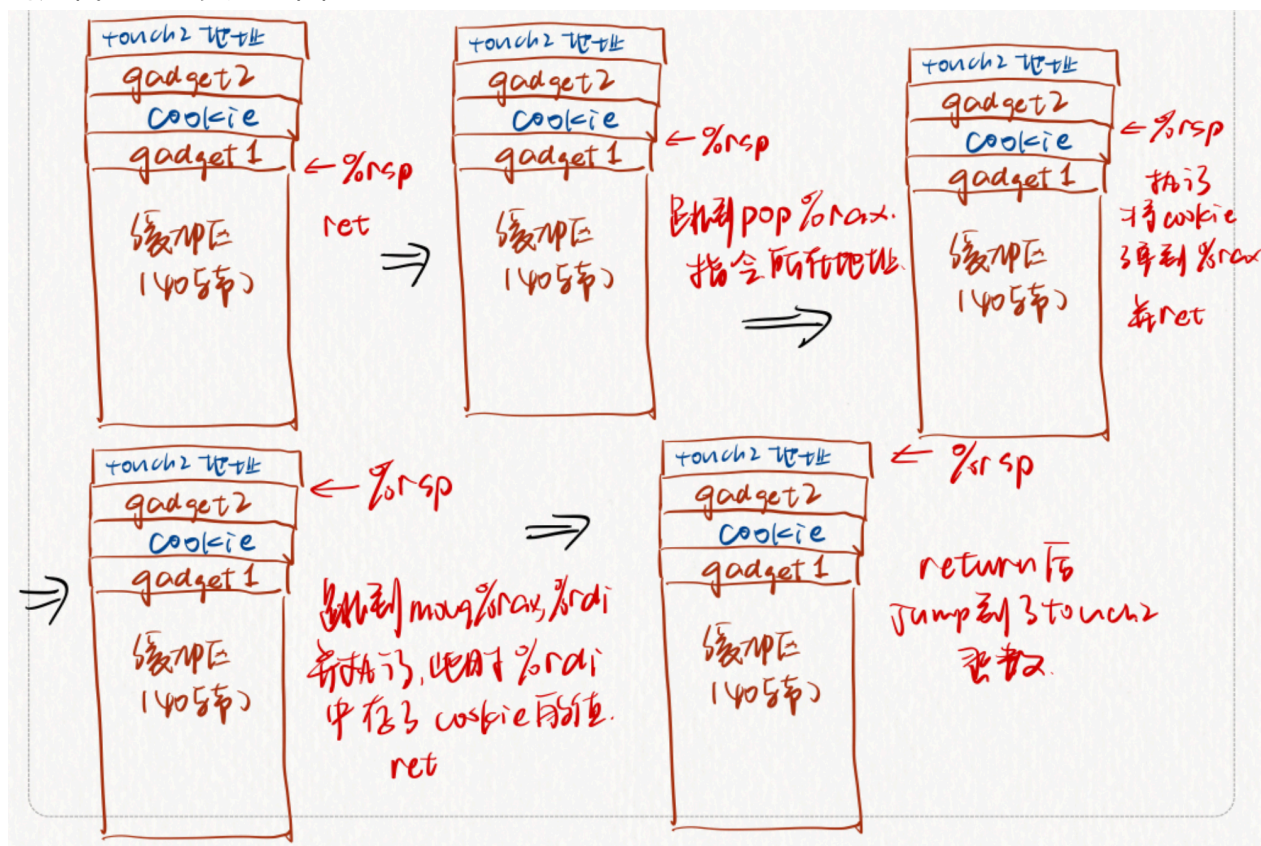 touch2 地址
gadget2
cookie
gadget1
缓冲区
(40字节)
←%rsp
ret
touch2 地址
gadget2
cookie
gadget1
缓冲区
(40字节)
←%rsp
跳到pop %rax.
指令所在地址.
touch2 地址
gadget2
cookie
gadget1
缓冲区
(40字节)
←%rsp
执行
将cookie
弹到%rax
并ret
touch2 地址
gadget2
cookie
gadget1
缓冲区
(40字节)
←%rsp
跳到movq%rax,%rdi
并执行,此时%rdi
中存了cookie的值.
ret
touch2 地址
gadget2
cookie
gadget1
缓冲区
(40字节)
←%rsp
return后
jump到了touch2
函数.